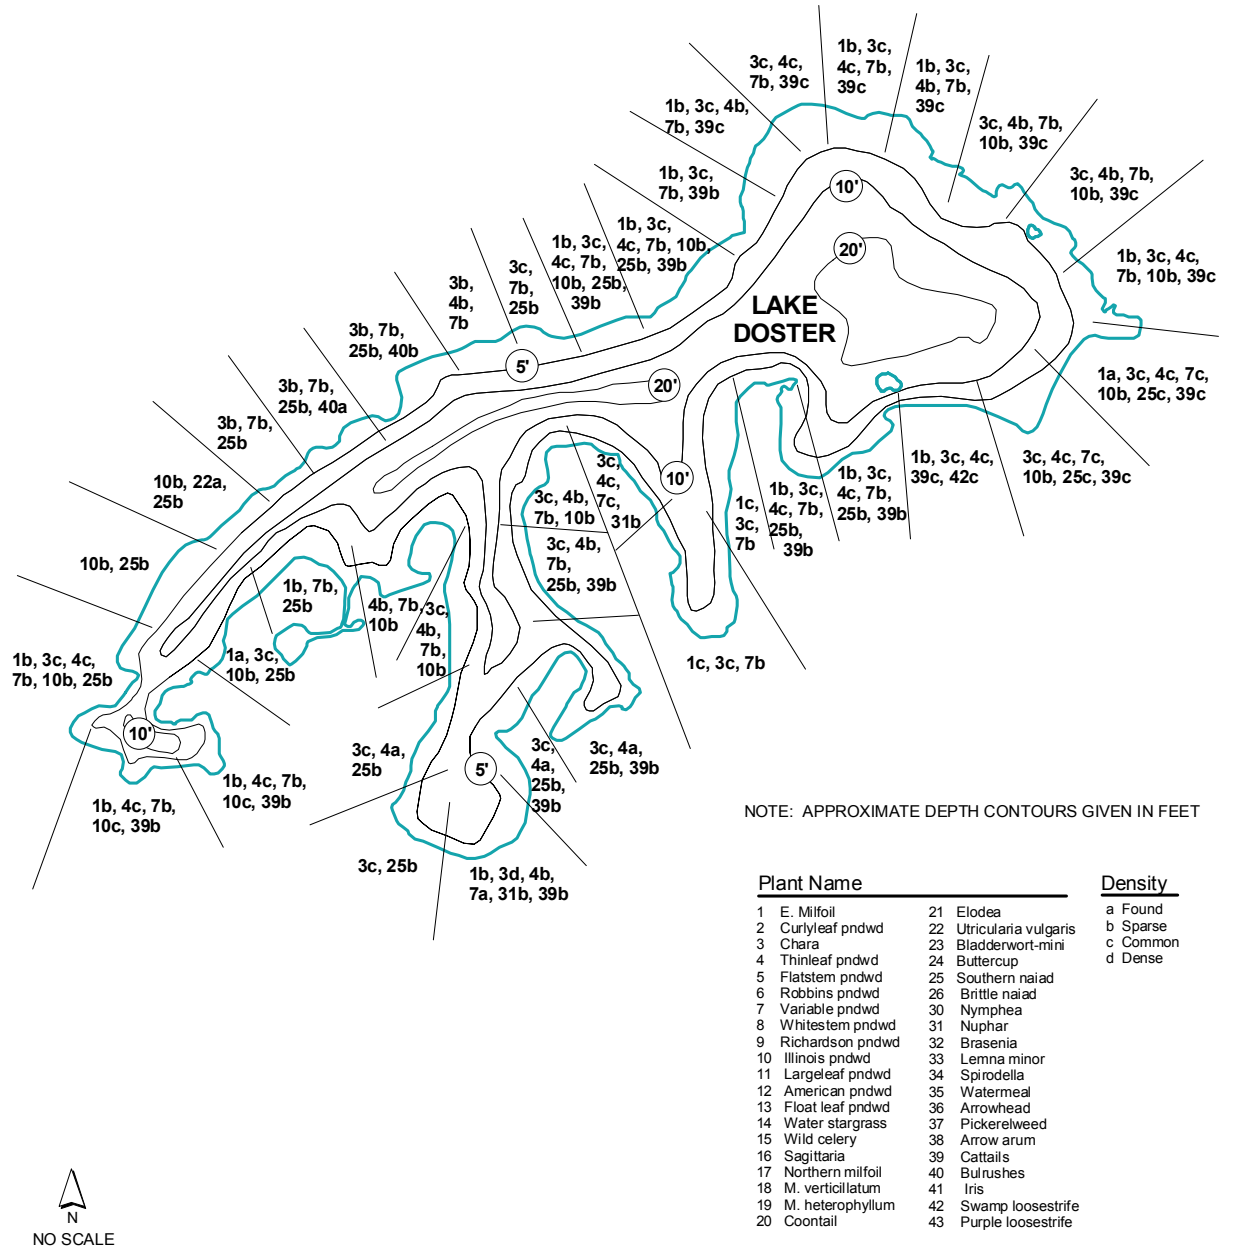 3c, 4c,
7b, 39c
1b, 3c,
4c, 7b,
39c
1b, 3c,
4b, 7b,
39c
3c, 4b, 7b,
10b, 39c
3c, 4b, 7b,
10b, 39c
1b, 3c, 4c,
7b, 10b, 39c
1b, 3c, 4b,
7b, 39c
1b, 3c,
7b, 39b
1b, 3c,
4c, 7b, 10b,
25b, 39b
1b, 3c,
4c, 7b,
10b, 25b,
39b
3c,
7b,
25b
3b,
4b,
7b
3b, 7b,
25b, 40b
3b, 7b,
25b, 40a
3b, 7b,
25b
10b, 22a,
25b
10b, 25b
1b, 3c, 4c,
7b, 10b, 25b
10'
20'
LAKE
DOSTER
5'
20'
10'
1a, 3c, 4c, 7c,
10b, 25c, 39c
3c, 4c, 7c,
10b, 25c, 39c
1b, 3c, 4c,
39c, 42c
1b, 3c,
4c, 7b,
25b, 39b
1b, 3c,
4c, 7b,
25b,
39b
1c,
3c,
7b
1c, 3c, 7b
3c,
4c,
7c,
31b
3c, 4b,
7b, 10b
3c, 4b,
7b,
25b, 39b
1b, 7b,
25b
4b, 7b,
10b
3c,
4b,
7b,
10b
1a, 3c,
10b, 25b
10'
1b, 4c, 7b,
10c, 39b
1b, 4c, 7b,
10c, 39b
3c, 4a,
25b
5'
3c,
4a,
25b,
39b
3c, 4a,
25b, 39b
3c, 25b
1b, 3d, 4b,
7a, 31b, 39b
NOTE: APPROXIMATE DEPTH CONTOURS GIVEN IN FEET
Plant Name
1 E. Milfoil
2 Curlyleaf pndwd
3 Chara
4 Thinleaf pndwd
5 Flatstem pndwd
6 Robbins pndwd
7 Variable pndwd
8 Whitestem pndwd
9 Richardson pndwd
10 Illinois pndwd
11 Largeleaf pndwd
12 American pndwd
13 Float leaf pndwd
14 Water stargrass
15 Wild celery
16 Sagittaria
17 Northern milfoil
18 M. verticillatum
19 M. heterophyllum
20 Coontail
21 Elodea
22 Utricularia vulgaris
23 Bladderwort-mini
24 Buttercup
25 Southern naiad
26 Brittle naiad
30 Nymphea
31 Nuphar
32 Brasenia
33 Lemna minor
34 Spirodella
35 Watermeal
36 Arrowhead
37 Pickerelweed
38 Arrow arum
39 Cattails
40 Bulrushes
41 Iris
42 Swamp loosestrife
43 Purple loosestrife
Density
a Found
b Sparse
c Common
d Dense
N
NO SCALE